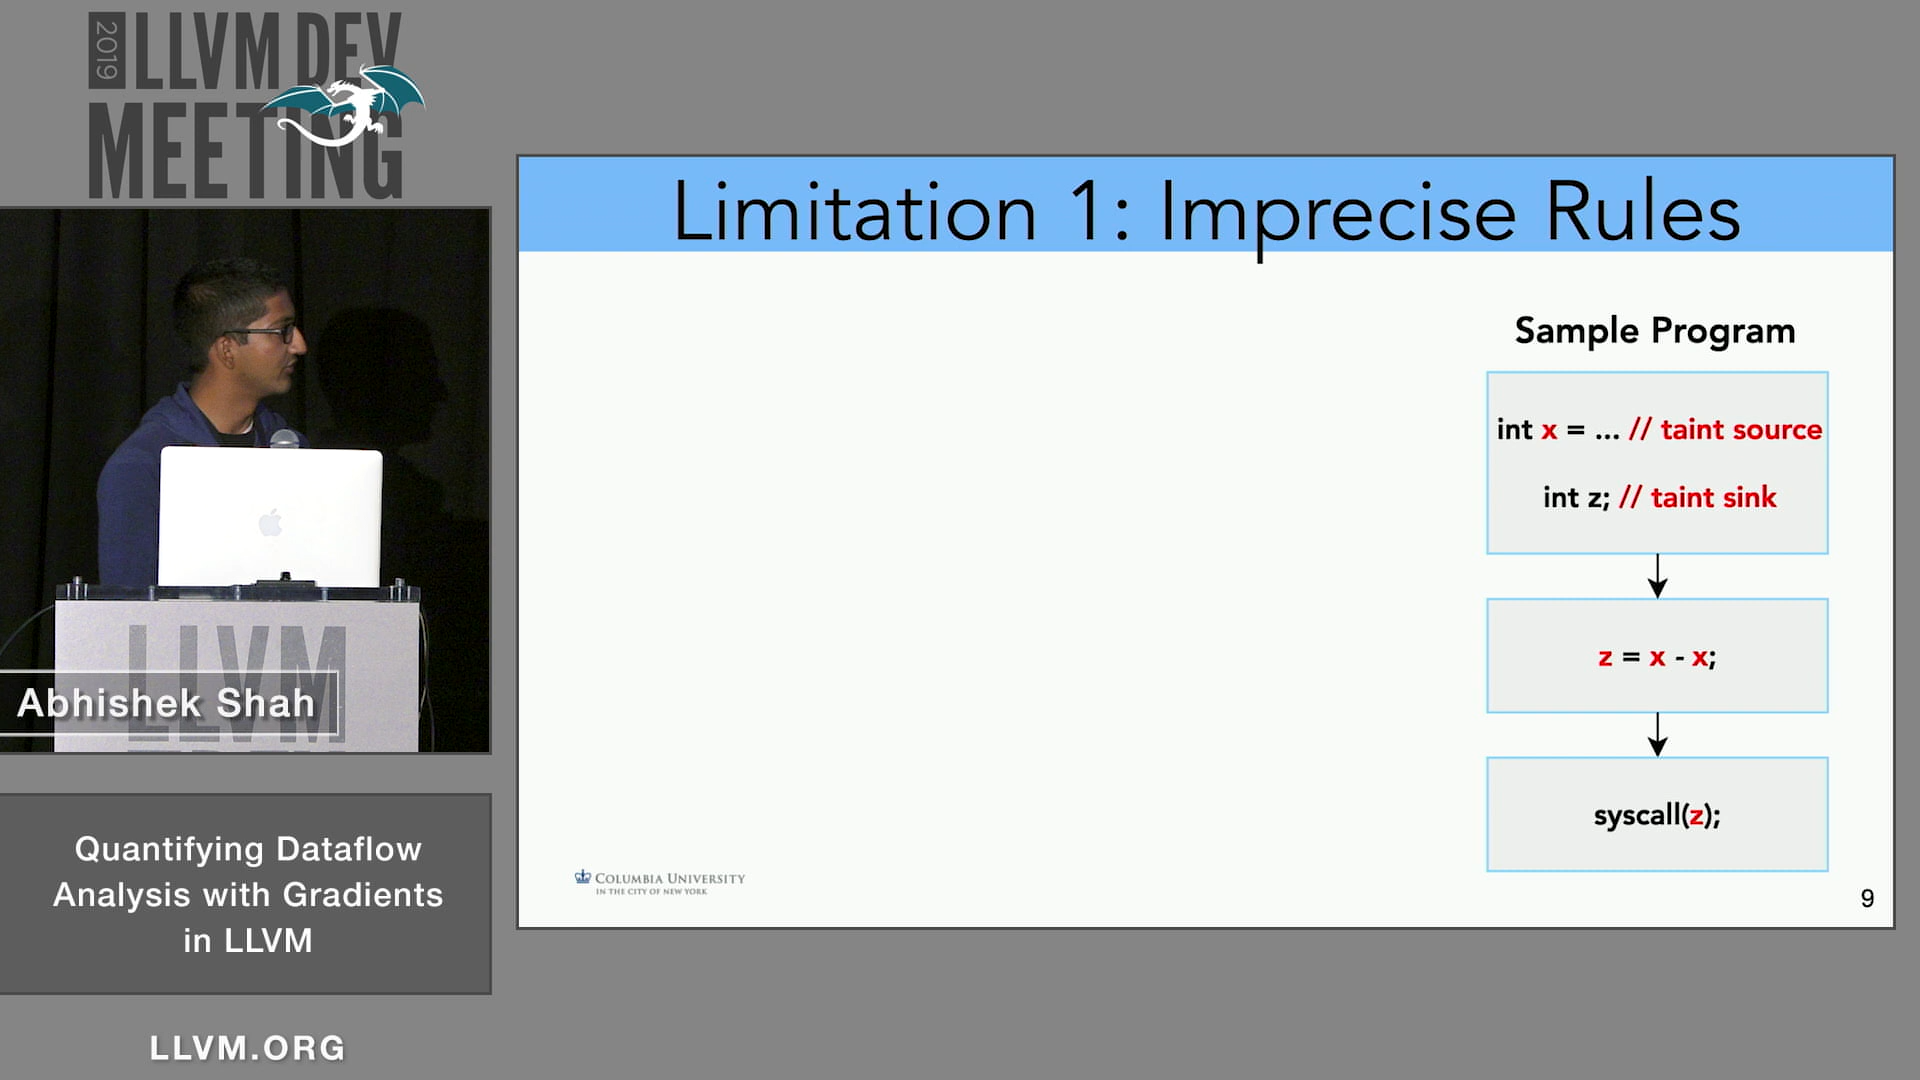 2019
LLVM DEV
MEETING
Limitation 1: Imprecise Rules
Sample Program
int x = ... // taint source
int z; // taint sink
z = x - x;
syscall(z);
COLUMBIA UNIVERSITY
IN THE CITY OF NEW YORK
9
LLVM
Abhishek Shah
Quantifying Dataflow
Analysis with Gradients
in LLVM
LLVM.ORG